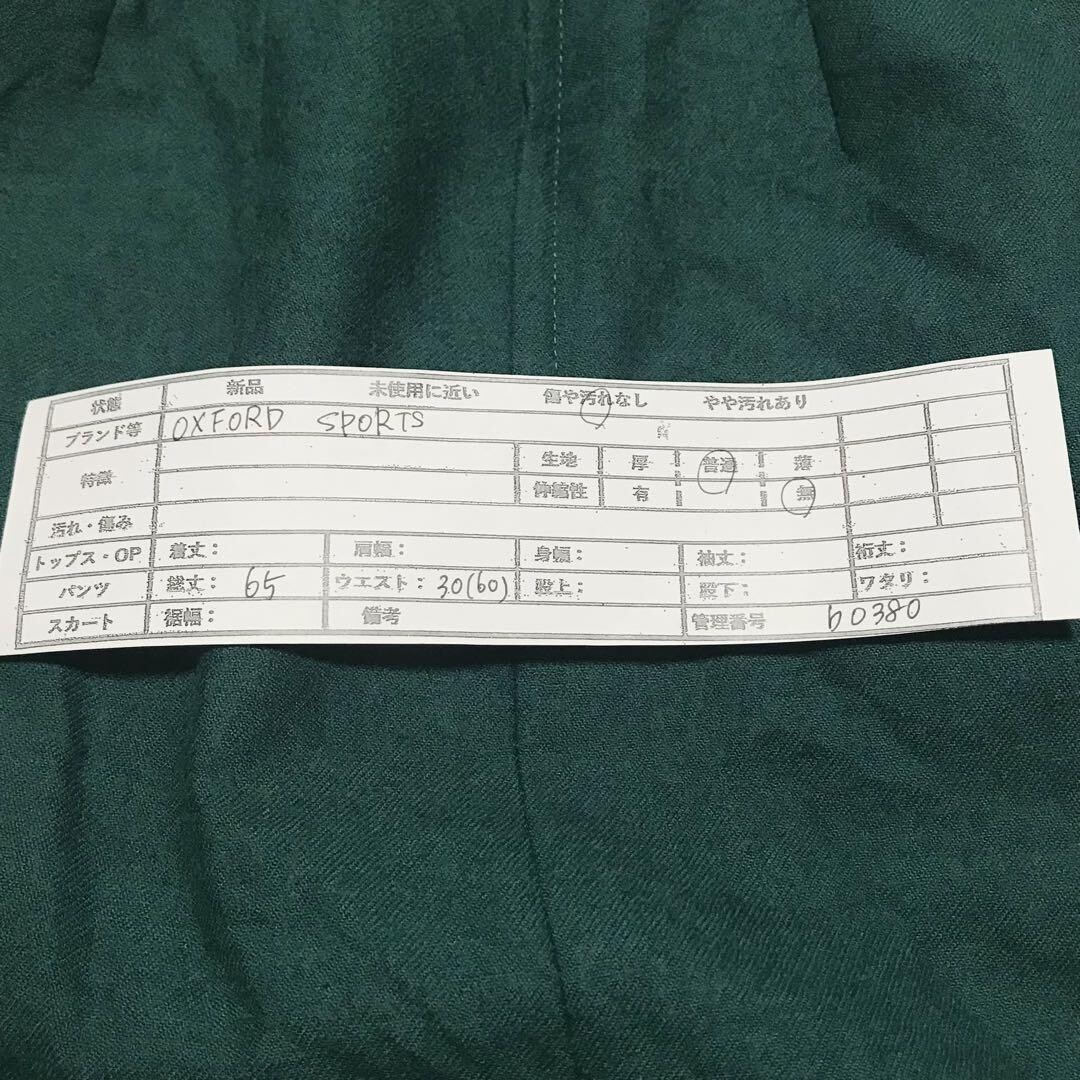 状態 新品 未使用に近い 傷や汚れなし やや汚れあり
ブランド等 OXFORD SPORTS
特徴 生地 厚 普通 薄
伸縮性 有 無
汚れ・傷み
トップス・OP 着丈： 肩幅： 身幅： 袖丈： 裄丈：
パンツ 総丈： 65 ウエスト： 30(60) 股上： 股下： ワタリ：
スカート 裾幅： 備考 管理番号 b0380